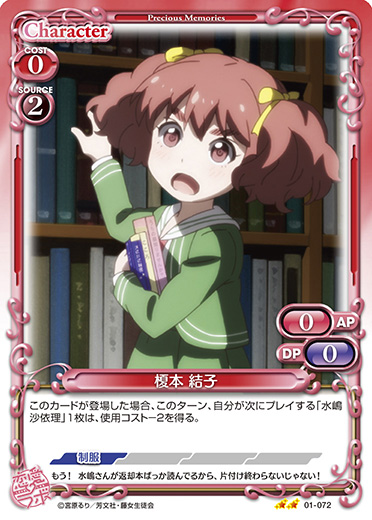 Precious Memories
Character
COST
0
SOURCE
2
0 AP
DP 0
榎本 結子
このカードが登場した場合、このターン、自分が次にプレイする「水嶋
沙依理」1枚は、使用コスト−2を得る。
制服
もう! 水嶋さんが返却本ばっか読んでるから、片付け終わらないじゃない!
恋愛ラボ
©宮原るり／芳文社・藤女生徒会
01-072